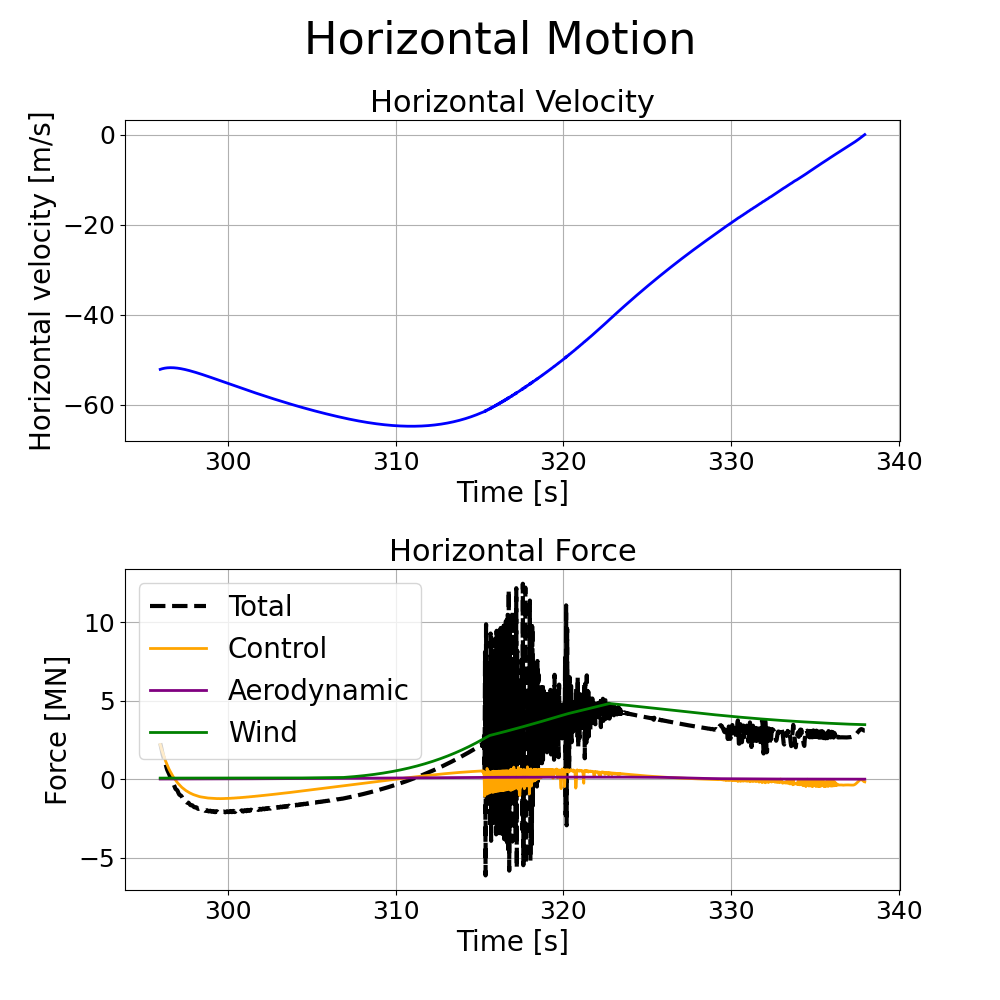 Horizontal Motion
Horizontal Velocity
Horizontal velocity [m/s]
0
−20
−40
−60
300 310 320 330 340
Time [s]
Horizontal Force
Force [MN]
10
5
0
−5
Total
Control
Aerodynamic
Wind
300 310 320 330 340
Time [s]